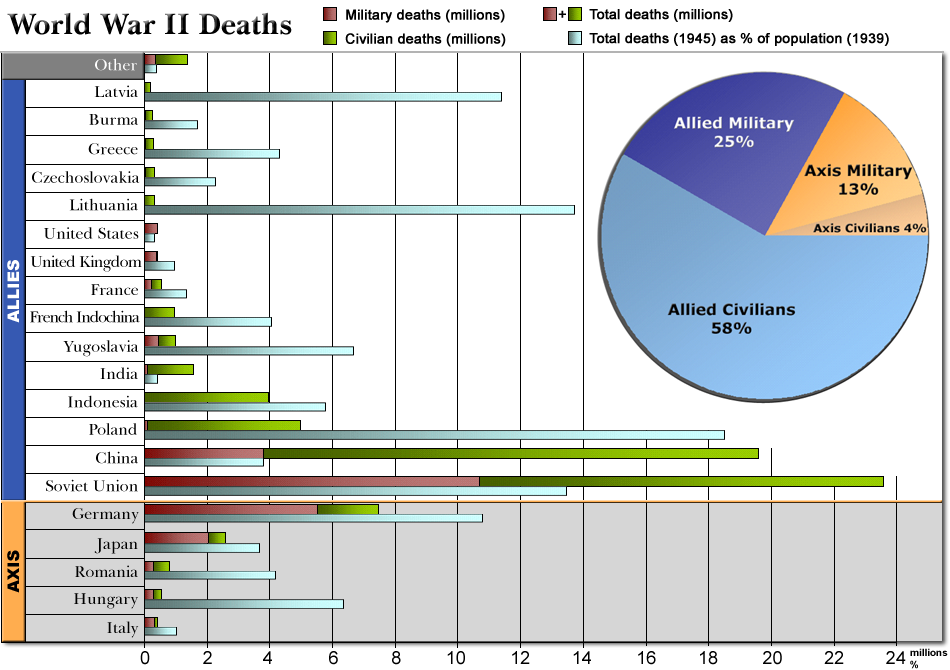 World War II Deaths
Military deaths (millions)
Civilian deaths (millions)
+ Total deaths (millions)
Total deaths (1945) as % of population (1939)
Other
ALLIES
Latvia
Burma
Greece
Czechoslovakia
Lithuania
United States
United Kingdom
France
French Indochina
Yugoslavia
India
Indonesia
Poland
China
Soviet Union
AXIS
Germany
Japan
Romania
Hungary
Italy
0 2 4 6 8 10 12 14 16 18 20 22 24 millions
%
Allied Military
25%
Axis Military
13%
Axis Civilians 4%
Allied Civilians
58%